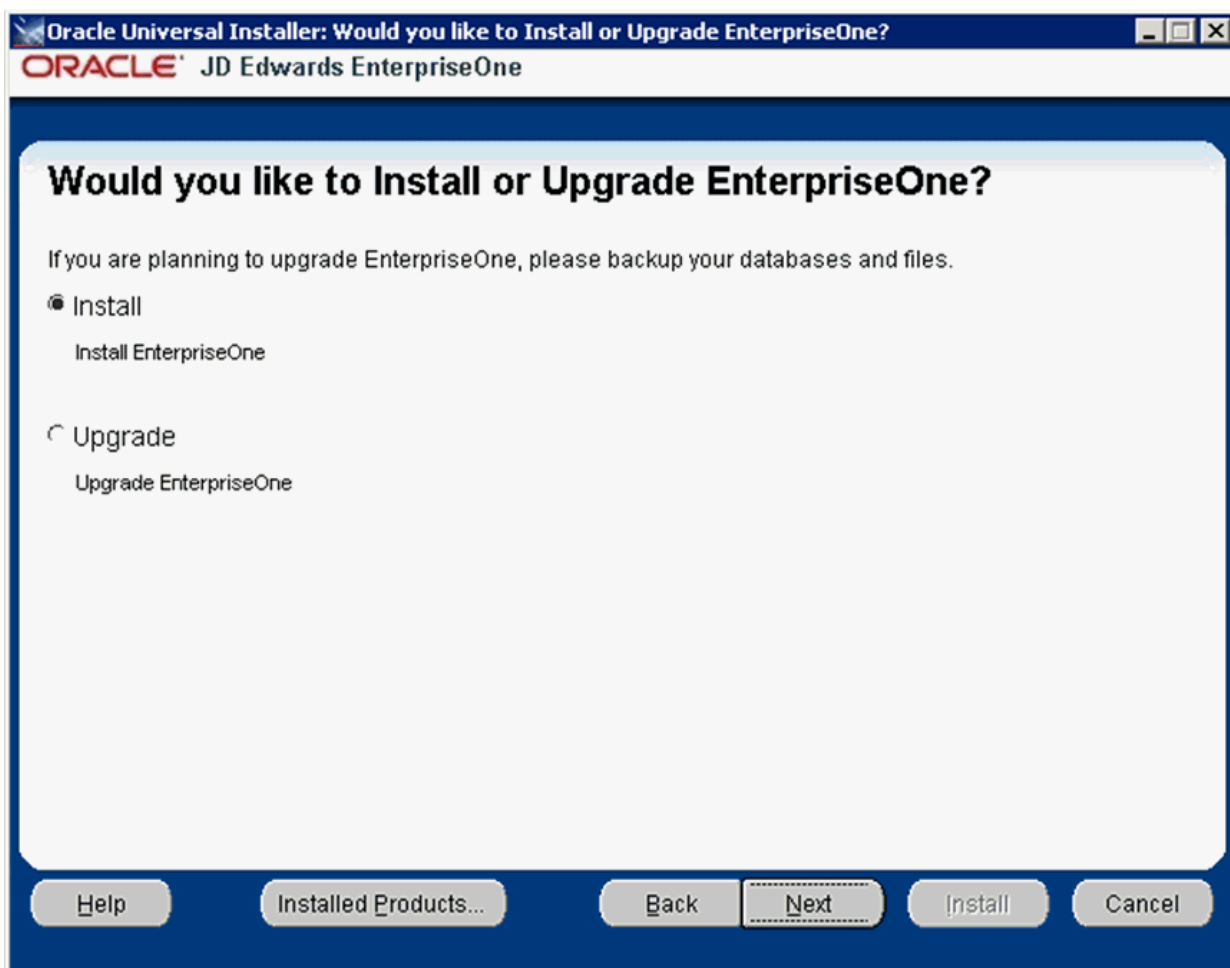 Oracle Universal Installer: Would you like to Install or Upgrade EnterpriseOne?
ORACLE JD Edwards EnterpriseOne
Would you like to Install or Upgrade EnterpriseOne?
If you are planning to upgrade EnterpriseOne, please backup your databases and files.
Install
Install EnterpriseOne
Upgrade
Upgrade EnterpriseOne
Help Installed Products... Back Next Install Cancel